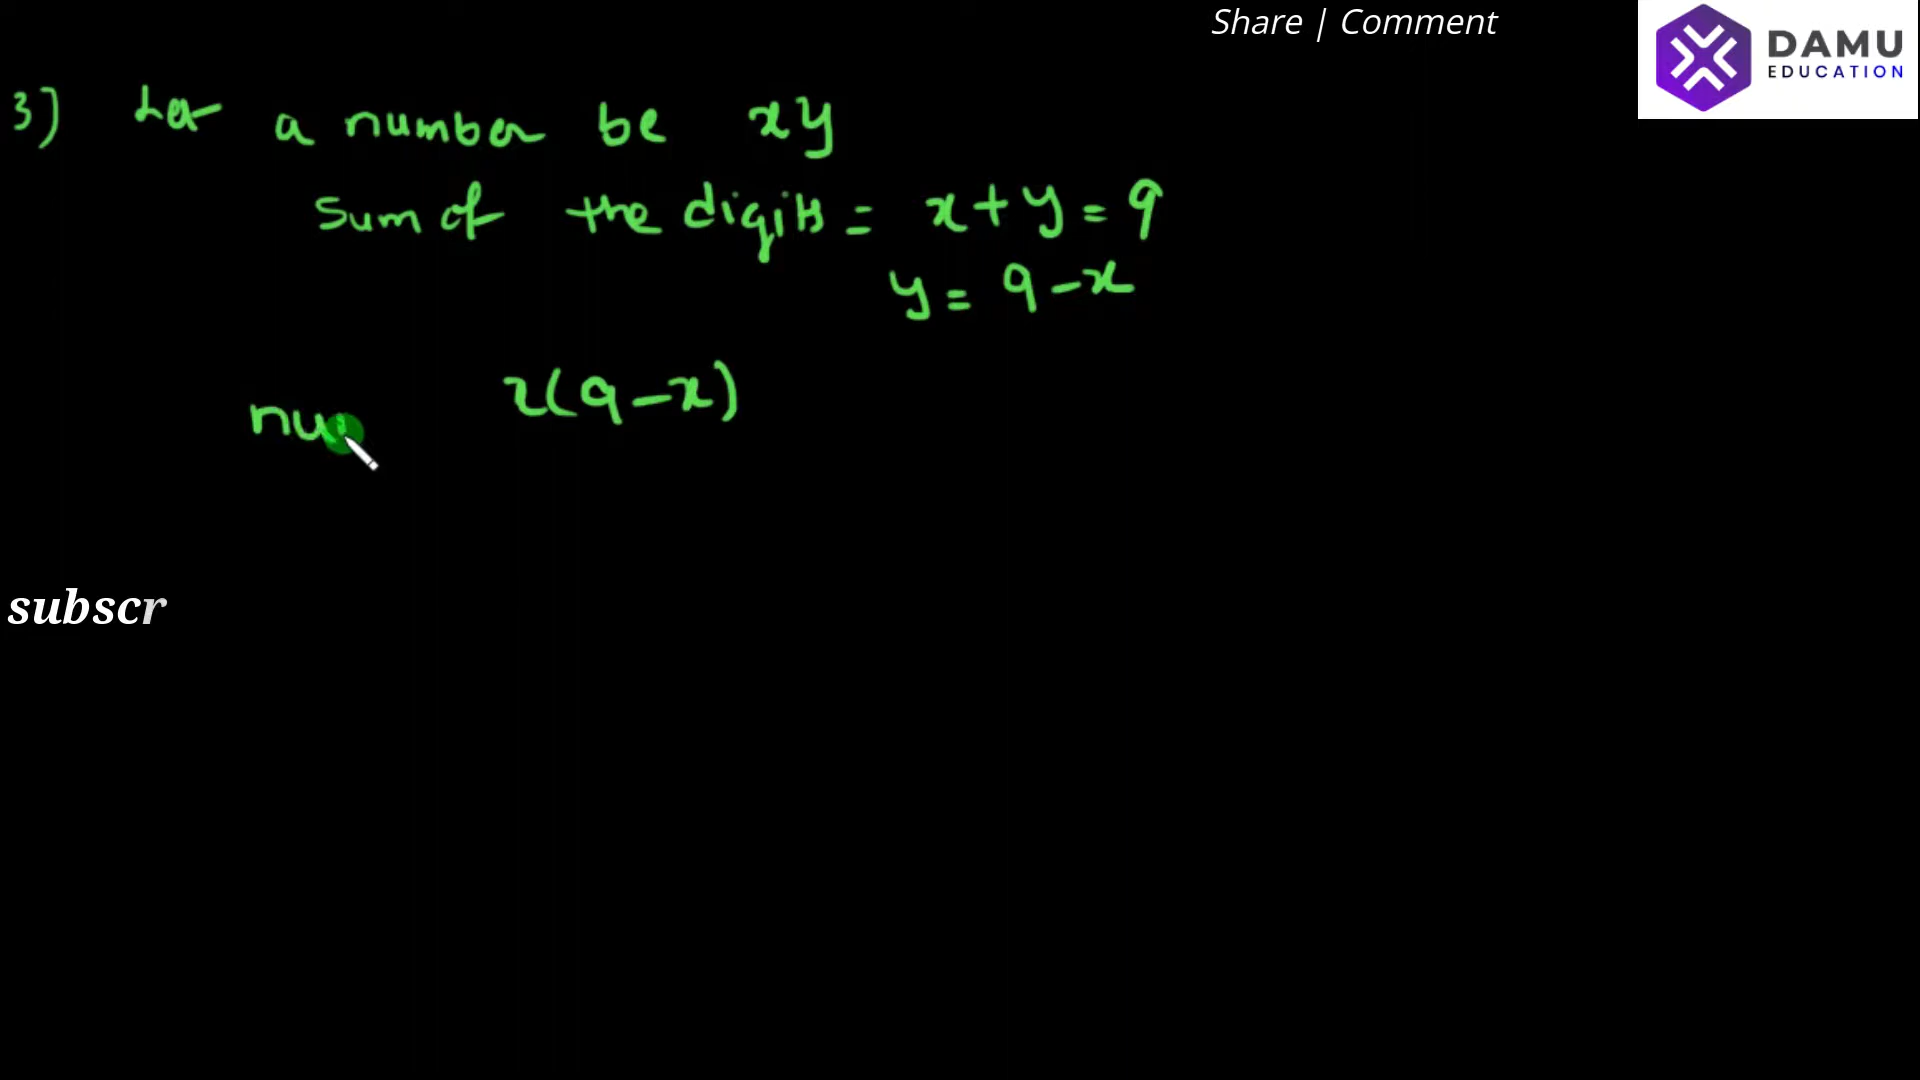 Share | Comment
DAMU
EDUCATION
3) Let a number be xy
Sum of the digits = x+y = 9
y = 9-x
x(9-x)
nu
subscr